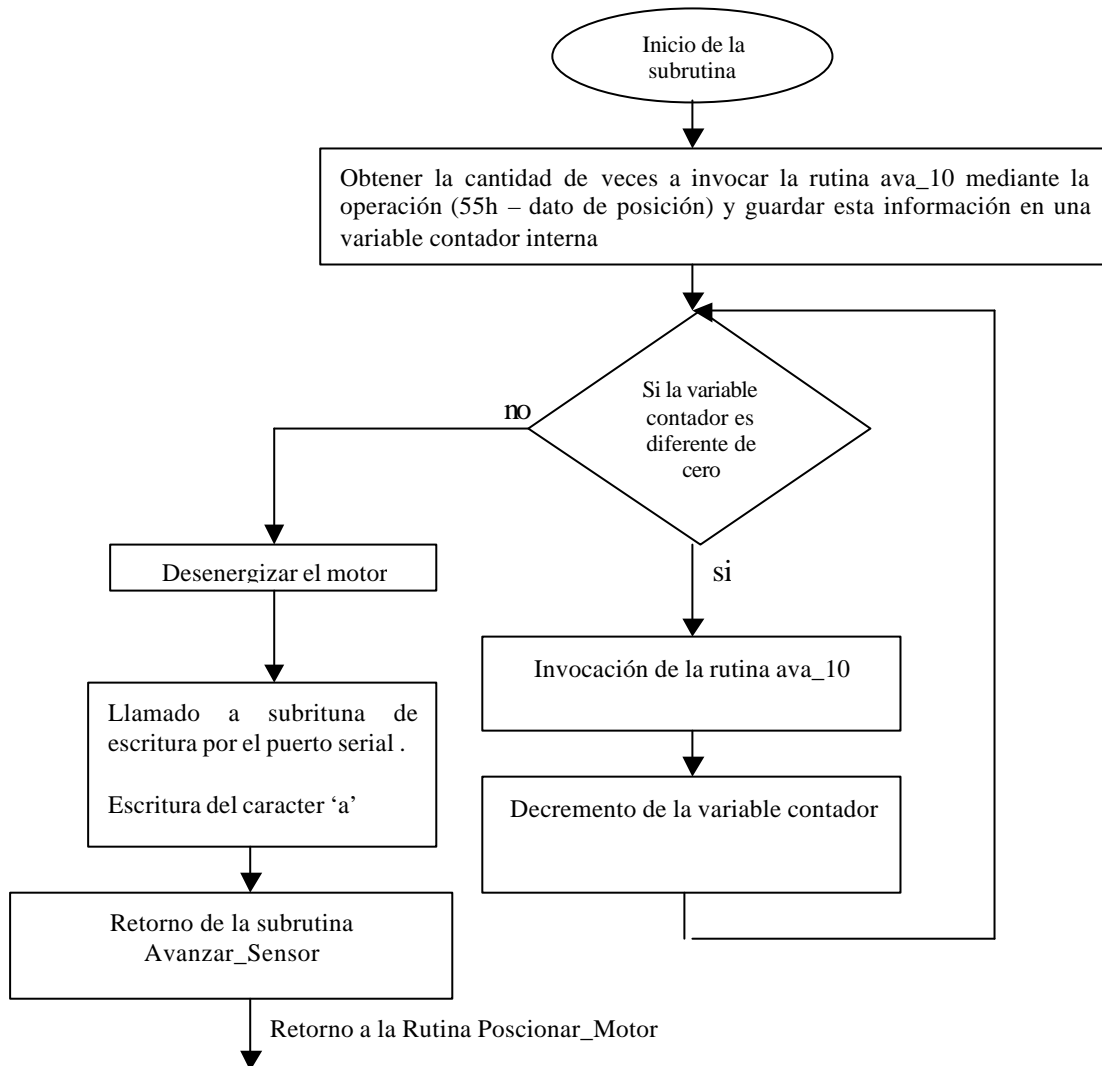 Inicio de la
subrutina
Obtener la cantidad de veces a invocar la rutina ava_10 mediante la
operación (55h – dato de posición) y guardar esta información en una
variable contador interna
Si la variable
contador es
diferente de
cero
no
si
Desenergizar el motor
Invocación de la rutina ava_10
Llamado a subrituna de
escritura por el puerto serial .
Escritura del caracter ‘a’
Decremento de la variable contador
Retorno de la subrutina
Avanzar_Sensor
Retorno a la Rutina Poscionar_Motor